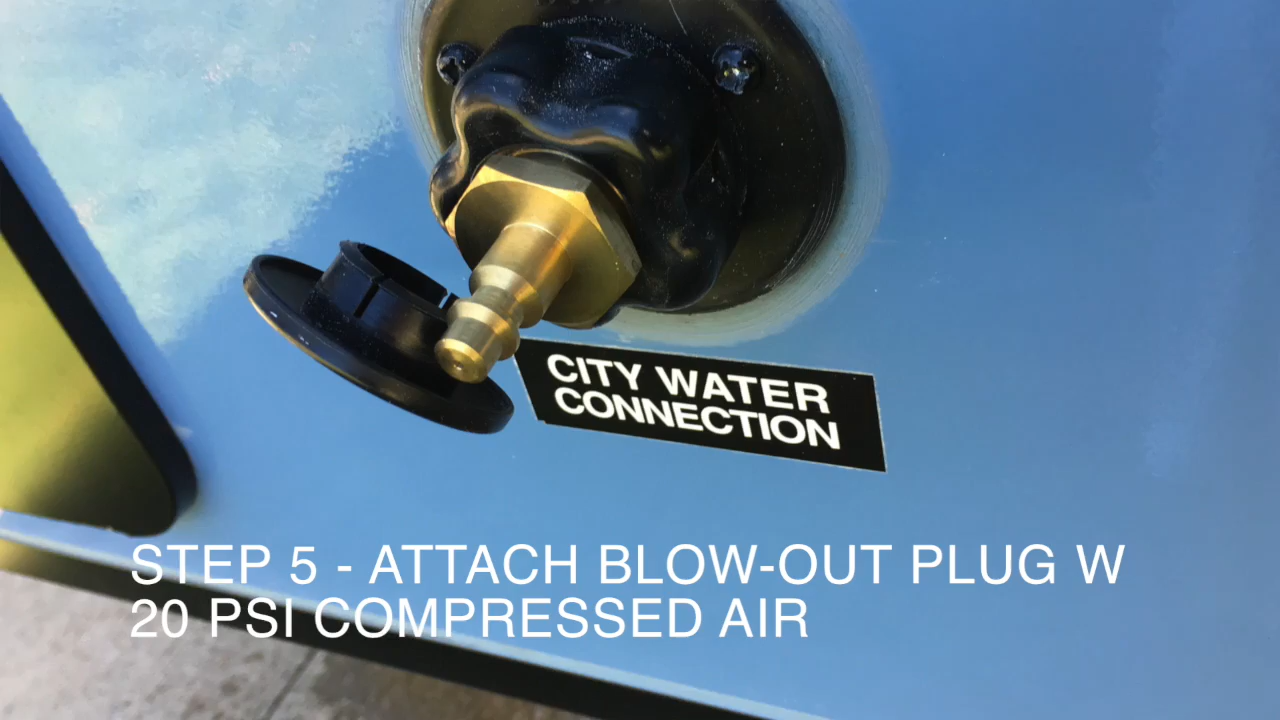 CITY WATER
CONNECTION
STEP 5 - ATTACH BLOW-OUT PLUG W
20 PSI COMPRESSED AIR